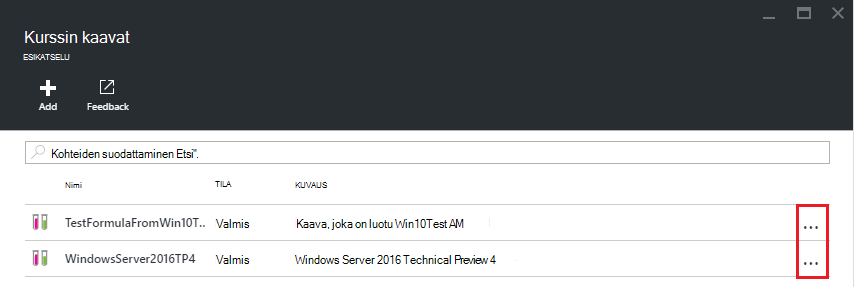 Kurssin kaavat
ESIKATSELU
Add Feedback
Kohteiden suodattaminen Etsi".
Nimi TILA KUVAUS
TestFormulaFromWin10T.. Valmis Kaava, joka on luotu Win10Test AM ...
WindowsServer2016TP4 Valmis Windows Server 2016 Technical Preview 4 ...